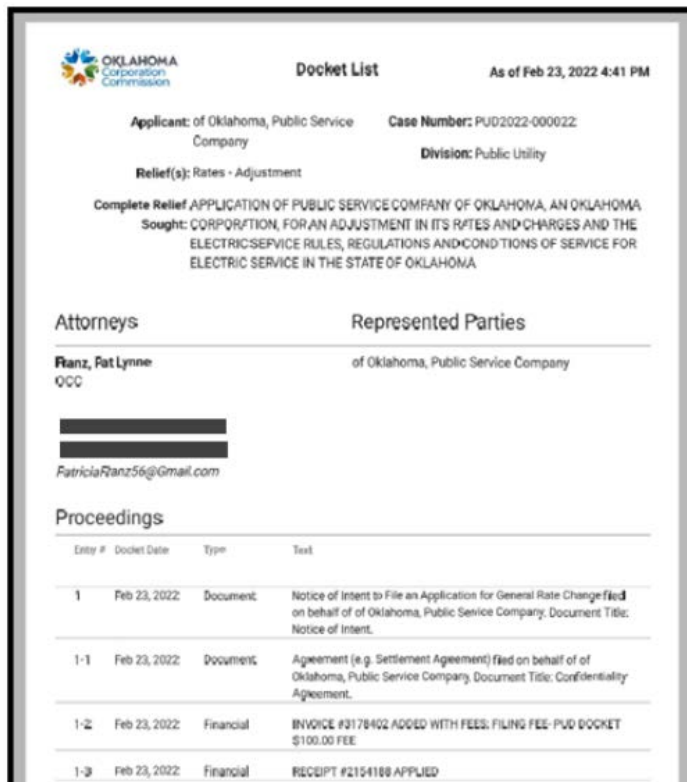 OKLAHOMA
Corporation
Commission
Docket List
As of Feb 23, 2022 4:41 PM
Applicant: of Oklahoma, Public Service
Company
Case Number: PUD2022-000022
Division: Public Utility
Relief(s): Rates - Adjustment
Complete Relief APPLICATION OF PUBLIC SERVICE COMPANY OF OKLAHOMA, AN OKLAHOMA
Sought: CORPORATION, FOR AN ADJUSTMENT IN ITS RATES AND CHARGES AND THE
ELECTRIC SERVICE RULES, REGULATIONS AND CONDITIONS OF SERVICE FOR
ELECTRIC SERVICE IN THE STATE OF OKLAHOMA
Attorneys
Represented Parties
Franz, Pat Lynne
OCC
of Oklahoma, Public Service Company
PatriciaFranz56@Gmail.com
Proceedings
Entry # Docket Date Type Text
1 Feb 23, 2022 Document Notice of Intent to File an Application for General Rate Change filed
on behalf of of Oklahoma, Public Service Company. Document Title:
Notice of Intent.
1-1 Feb 23, 2022 Document Agreement (e.g. Settlement Agreement) filed on behalf of of
Oklahoma, Public Service Company. Document Title: Confidentiality
Agreement.
1-2 Feb 23, 2022 Financial INVOICE #3178402 ADDED WITH FEES: FILING FEE- PUD DOCKET
$100.00 FEE
1-3 Feb 23, 2022 Financial RECEIPT #2154188 APPLIED